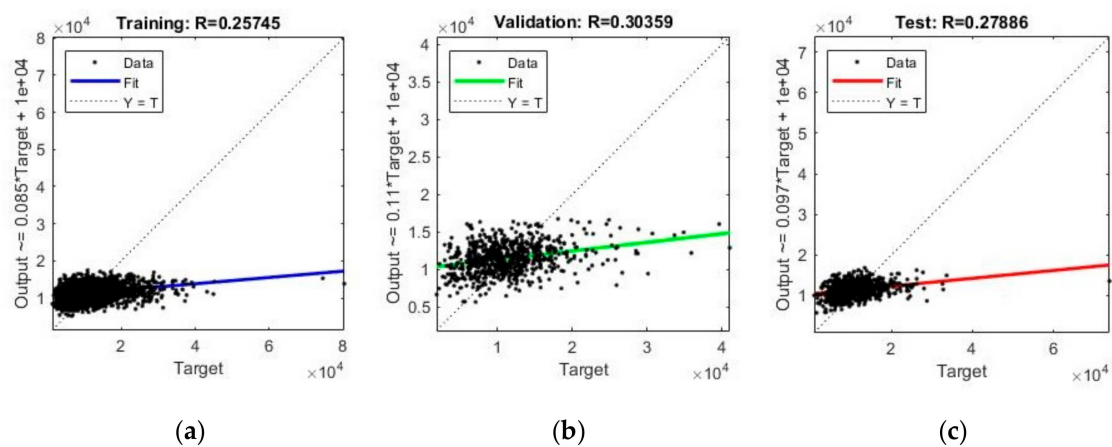 Training: R=0.25745
×10⁴
Output ~= 0.085*Target + 1e+04
8
7
6
5
4
3
2
1
Data
Fit
Y = T
2
4
6
8
Target
×10⁴
(a)
Validation: R=0.30359
×10⁴
Output ~= 0.11*Target + 1e+04
4
3.5
3
2.5
2
1.5
1
0.5
Data
Fit
Y = T
1
2
3
4
Target
×10⁴
(b)
Test: R=0.27886
×10⁴
Output ~= 0.097*Target + 1e+04
7
6
5
4
3
2
1
Data
Fit
Y = T
2
4
6
Target
×10⁴
(c)